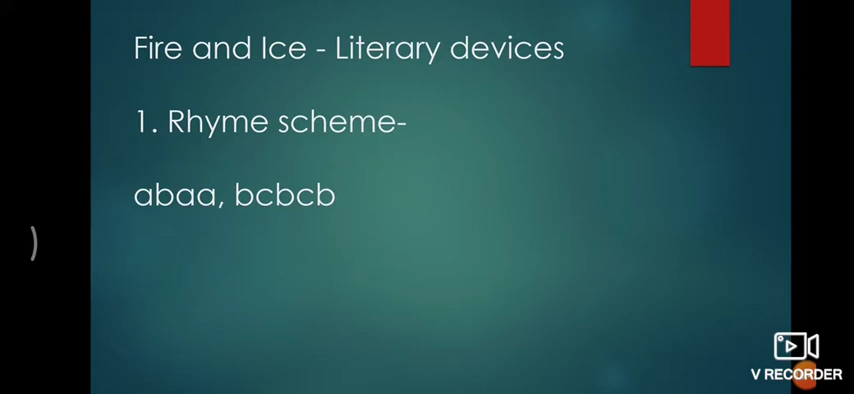 Fire and Ice - Literary devices
1. Rhyme scheme-
abaa, bcbcb
V RECORDER